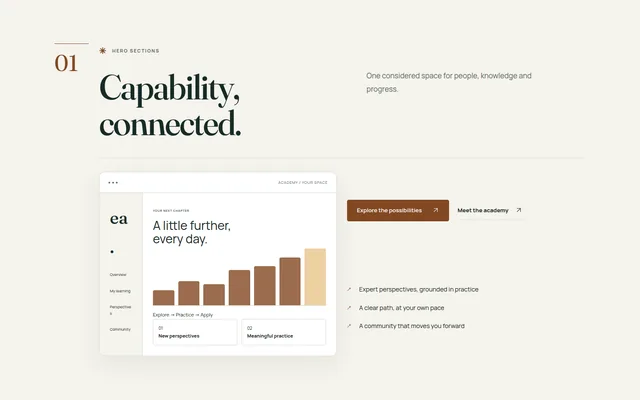 01
HERO SECTIONS
Capability,
connected.
One considered space for people, knowledge and
progress.
ACADEMY / YOUR SPACE
ea
.
Overview
My learning
Perspective
s
Community
YOUR NEXT CHAPTER
A little further,
every day.
Explore → Practice → Apply
01
New perspectives
02
Meaningful practice
Explore the possibilities ↗
Meet the academy ↗
↗ Expert perspectives, grounded in practice
↗ A clear path, at your own pace
↗ A community that moves you forward